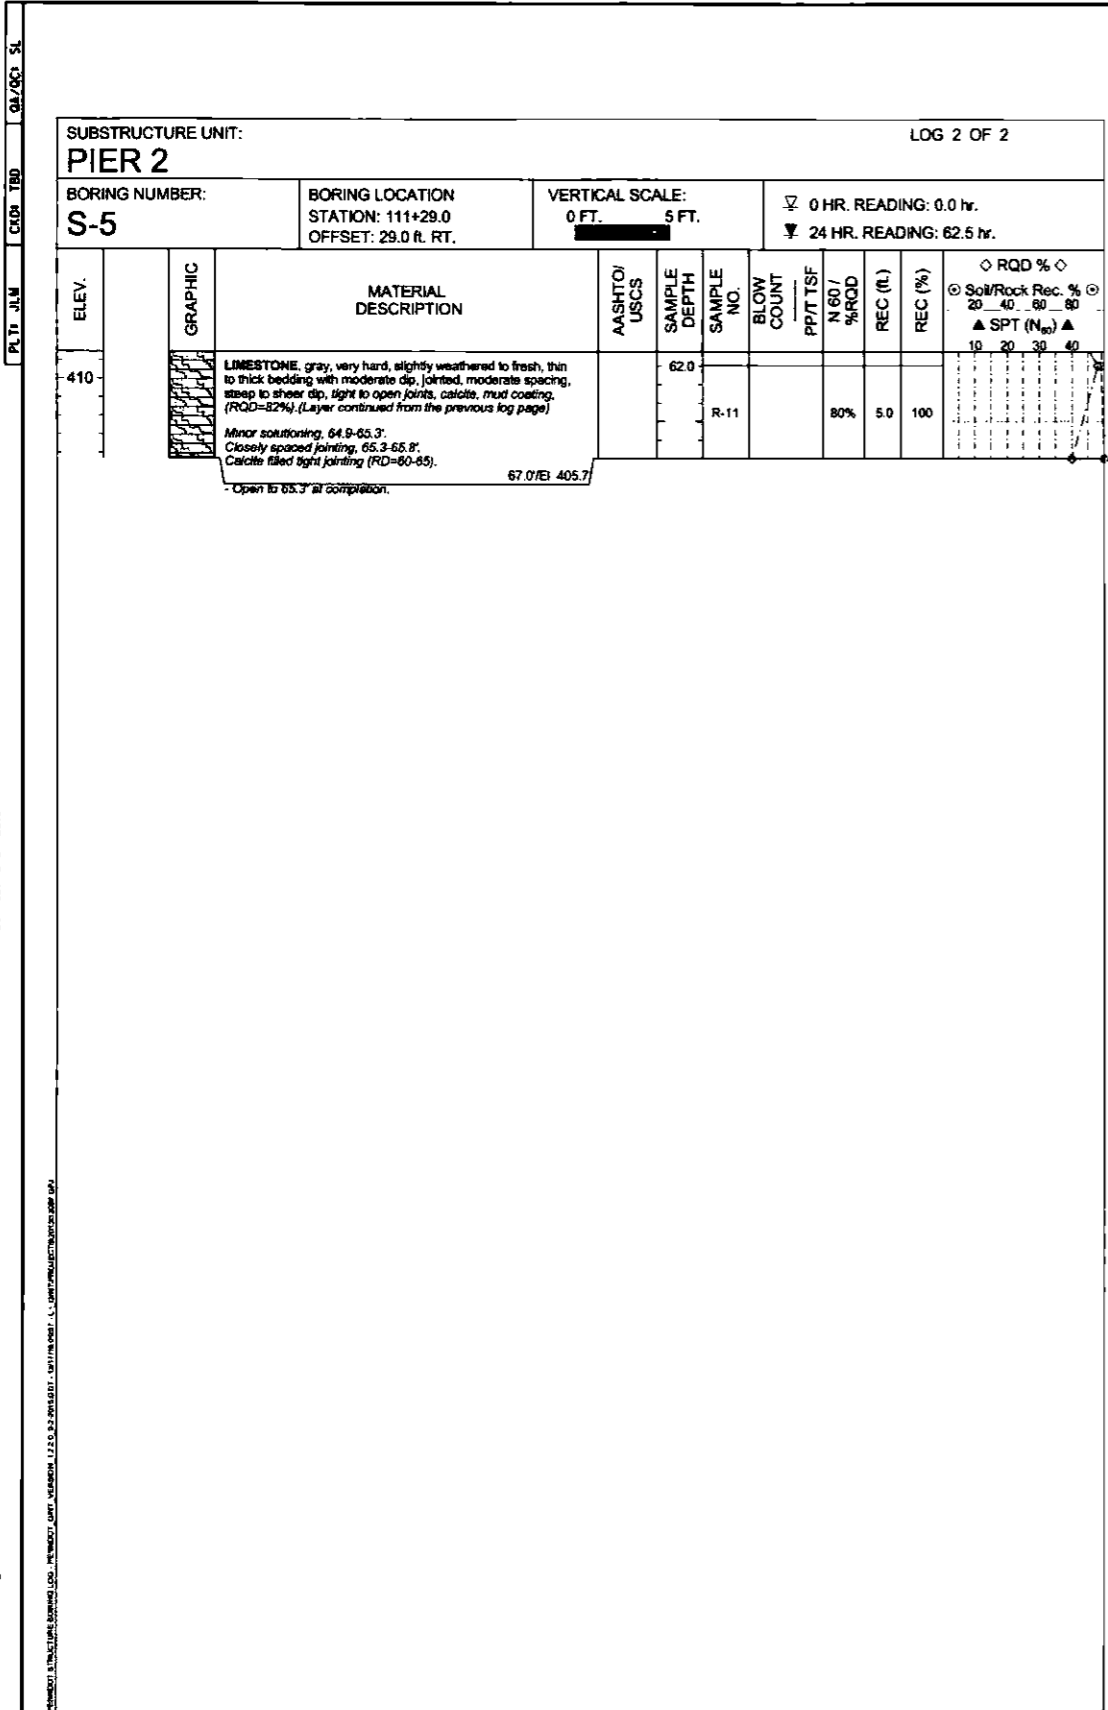 QA/QC: SL
CKD: TBD
PLT: JLM
SUBSTRUCTURE UNIT:
PIER 2
LOG 2 OF 2
BORING NUMBER:
S-5
BORING LOCATION
STATION: 111+29.0
OFFSET: 29.0 ft. RT.
VERTICAL SCALE:
0 FT. 5 FT.
0 HR. READING: 0.0 hr.
24 HR. READING: 62.5 hr.
ELEV.
GRAPHIC
MATERIAL
DESCRIPTION
AASHTO/
USCS
SAMPLE
DEPTH
SAMPLE
NO.
BLOW
COUNT
PP/T TSF
N 60 /
%RQD
REC (ft.)
REC (%)
◇ RQD % ◇
⊙ Soil/Rock Rec. % ⊙
20 40 60 80
▲ SPT (N60) ▲
10 20 30 40
410
LIMESTONE, gray, very hard, slightly weathered to fresh, thin
to thick bedding with moderate dip, jointed, moderate spacing,
steep to sheer dip, tight to open joints, calcite, mud coating,
(RQD=82%).(Layer continued from the previous log page)
Minor solutioning, 64.9-65.3'.
Closely spaced jointing, 65.3-65.8'.
Calcite filled tight jointing (RD=60-65).
67.0'/El 405.7
- Open to 65.3' at completion.
62.0
R-11
80%
5.0
100